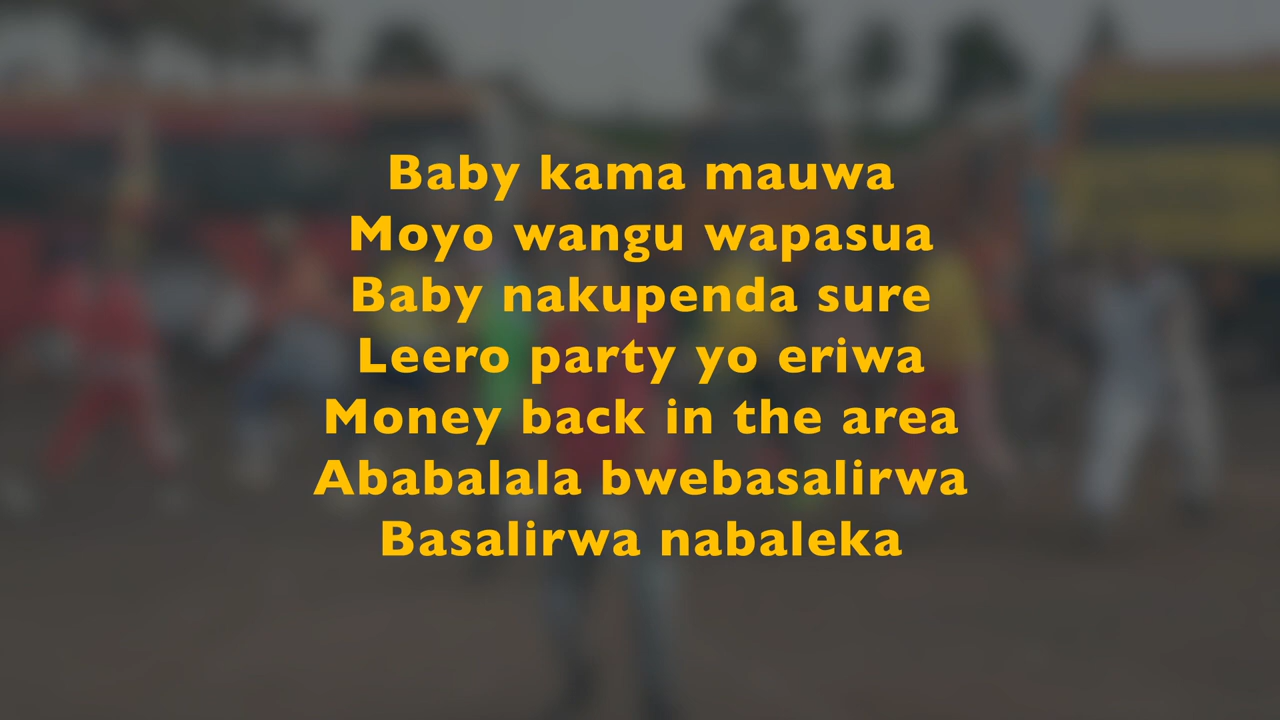 Baby kama mauwa
Moyo wangu wapasua
Baby nakupenda sure
Leero party yo eriwa
Money back in the area
Ababalala bwebasalirwa
Basalirwa nabaleka